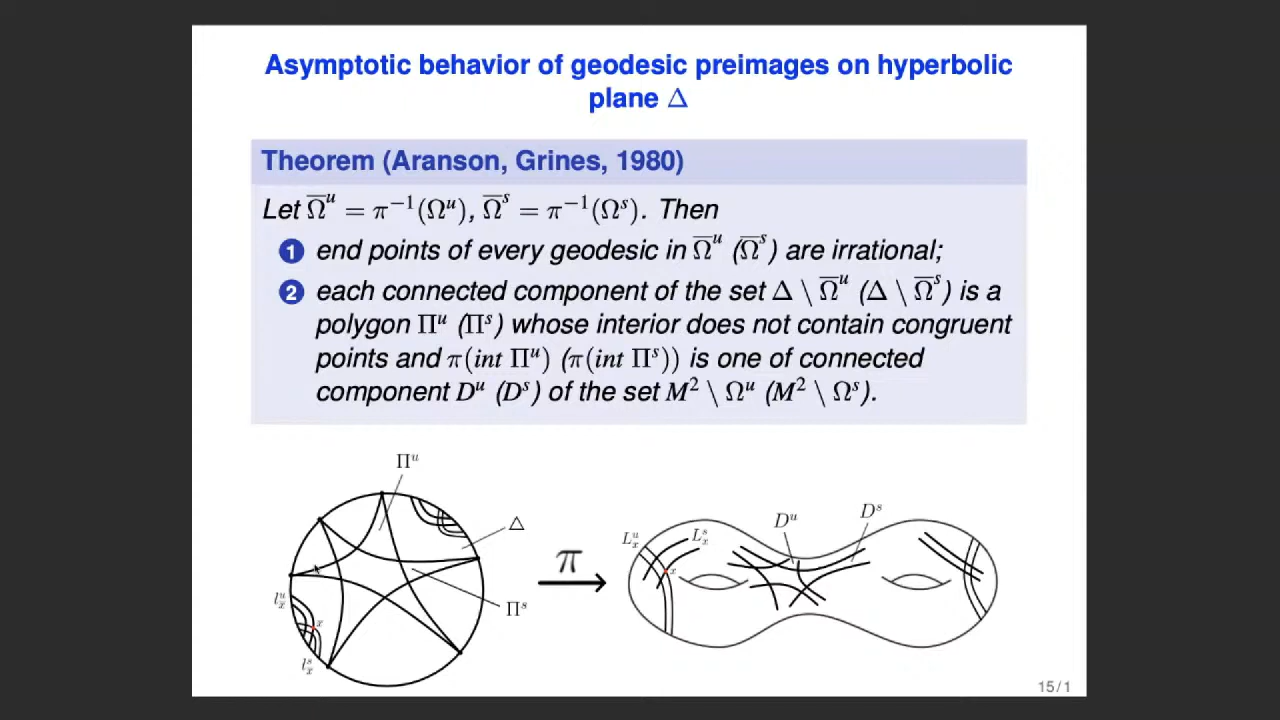 Asymptotic behavior of geodesic preimages on hyperbolic
plane Δ
Theorem (Aranson, Grines, 1980)
Let Ω̅ᵘ = π⁻¹(Ωᵘ), Ω̅ˢ = π⁻¹(Ωˢ). Then
1 end points of every geodesic in Ω̅ᵘ (Ω̅ˢ) are irrational;
2 each connected component of the set Δ \ Ω̅ᵘ (Δ \ Ω̅ˢ) is a
polygon Πᵘ (Πˢ) whose interior does not contain congruent
points and π(int Πᵘ) (π(int Πˢ)) is one of connected
component Dᵘ (Dˢ) of the set M² \ Ωᵘ (M² \ Ωˢ).
Πᵘ
Δ
Πˢ
lₓᵘ
x
lₓˢ
π
Lₓᵘ
Lₓˢ
x
Dᵘ
Dˢ
15/1